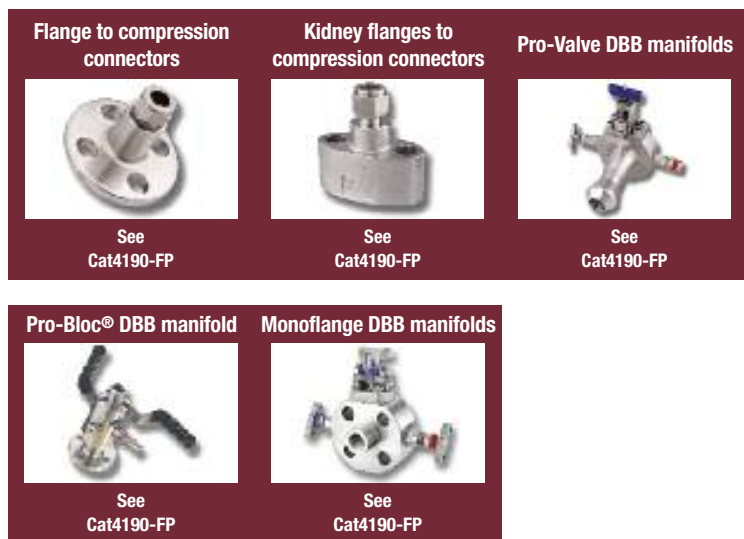 Flange to compression
connectors
See
Cat4190-FP
Kidney flanges to
compression connectors
See
Cat4190-FP
Pro-Valve DBB manifolds
See
Cat4190-FP
Pro-Bloc® DBB manifold
See
Cat4190-FP
Monoflange DBB manifolds
See
Cat4190-FP